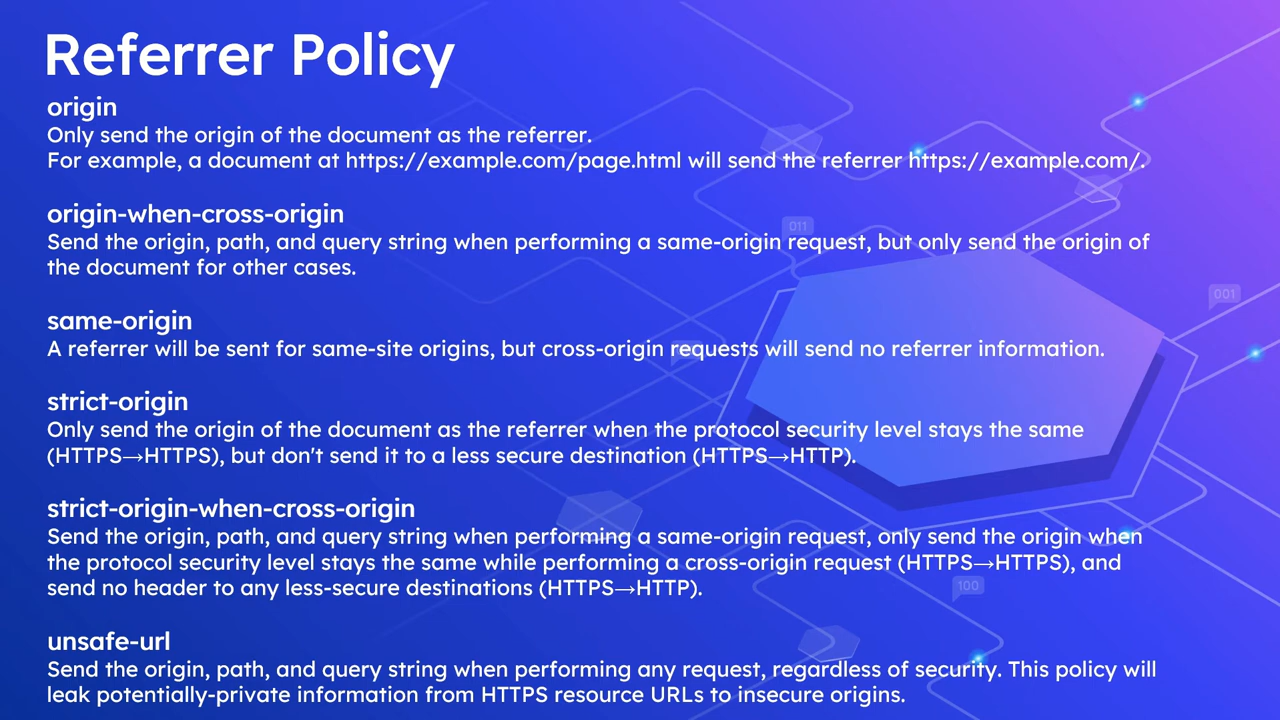 Referrer Policy
origin
Only send the origin of the document as the referrer.
For example, a document at https://example.com/page.html will send the referrer https://example.com/.
origin-when-cross-origin
Send the origin, path, and query string when performing a same-origin request, but only send the origin of
the document for other cases.
same-origin
A referrer will be sent for same-site origins, but cross-origin requests will send no referrer information.
strict-origin
Only send the origin of the document as the referrer when the protocol security level stays the same
(HTTPS→HTTPS), but don't send it to a less secure destination (HTTPS→HTTP).
strict-origin-when-cross-origin
Send the origin, path, and query string when performing a same-origin request, only send the origin when
the protocol security level stays the same while performing a cross-origin request (HTTPS→HTTPS), and
send no header to any less-secure destinations (HTTPS→HTTP).
unsafe-url
Send the origin, path, and query string when performing any request, regardless of security. This policy will
leak potentially-private information from HTTPS resource URLs to insecure origins.
011
001
100